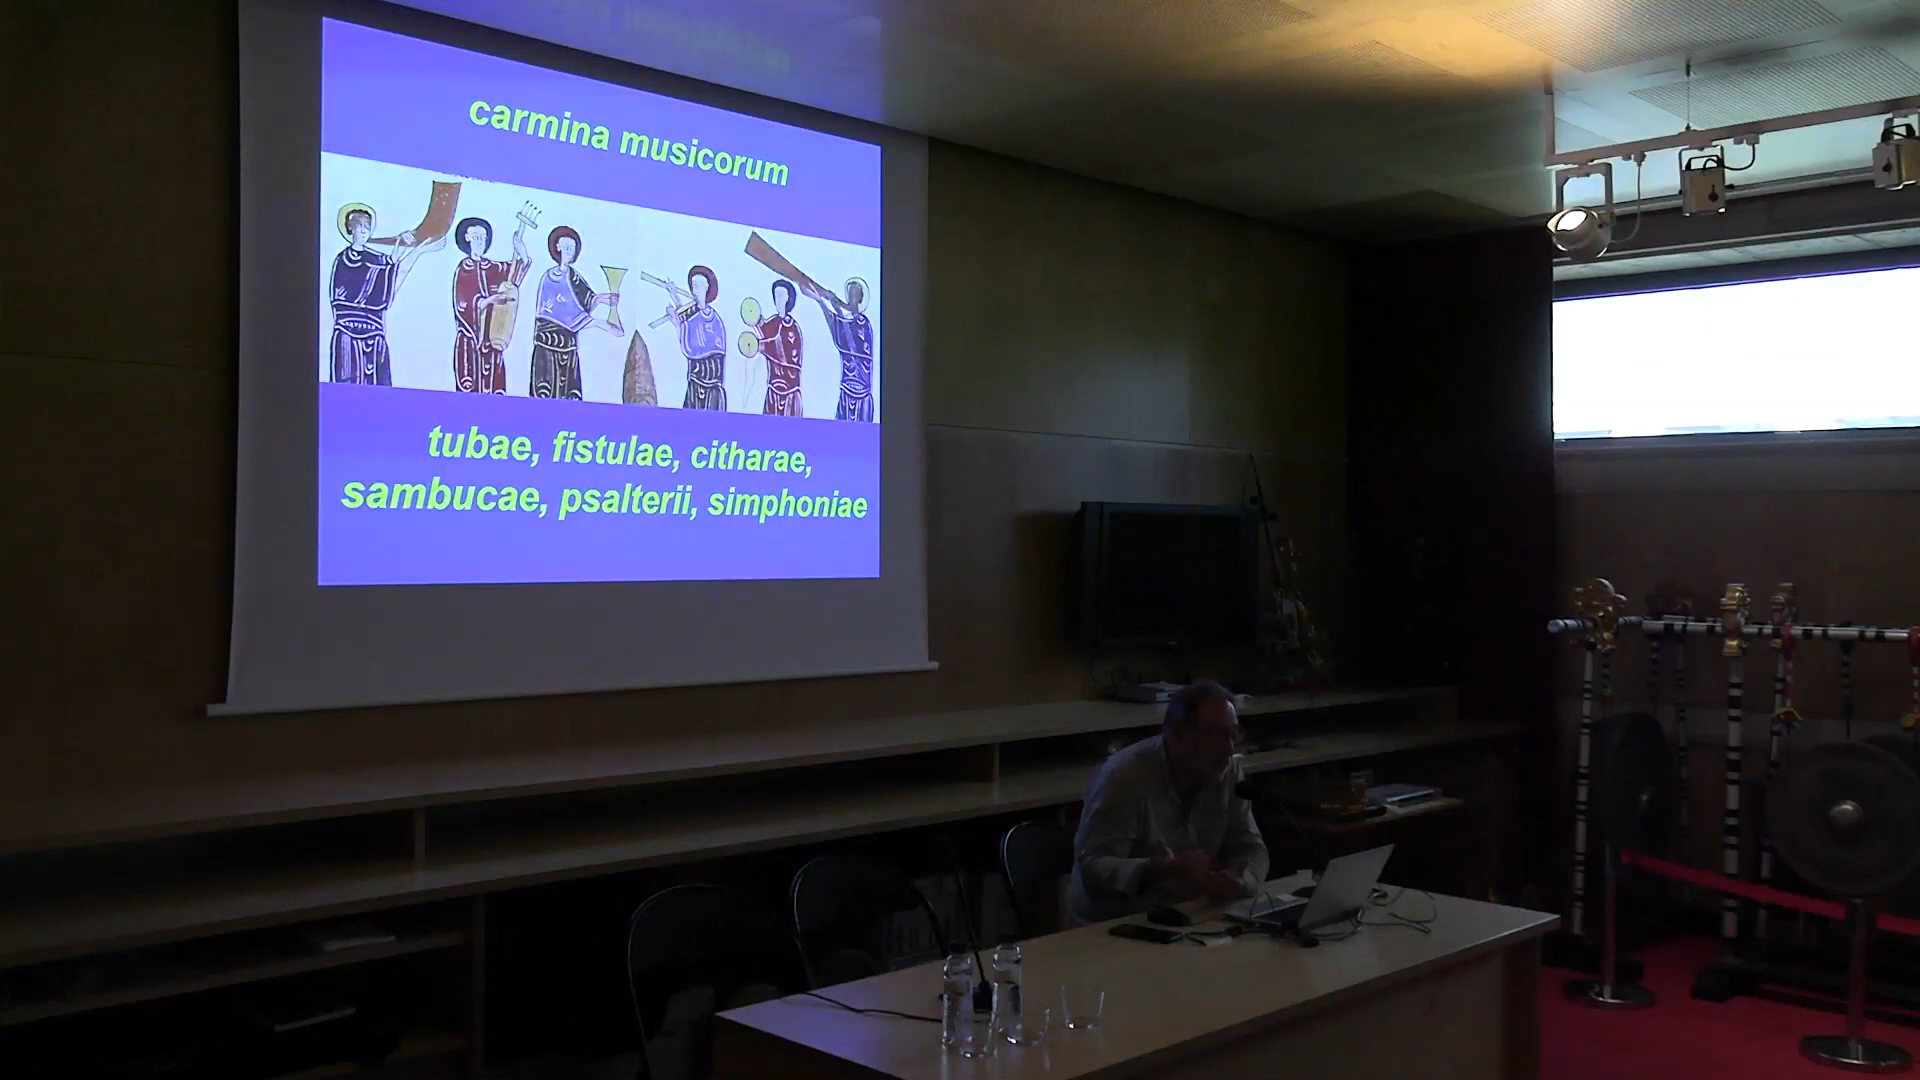 carmina musicorum
tubae, fistulae, citharae,
sambucae, psalterii, simphoniae